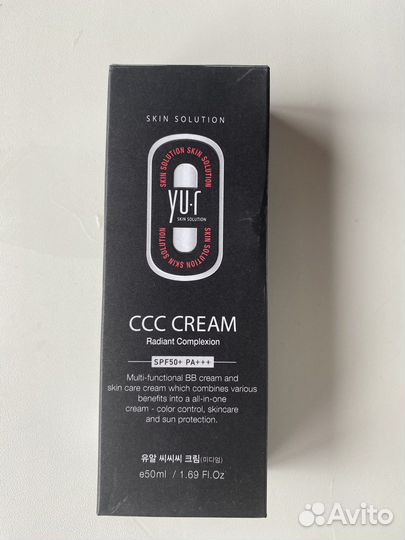 SKIN SOLUTION
SKIN SOLUTION SKIN SOLUTION
yu·r
SKIN SOLUTION
SKIN SOLUTION SKIN SOLUTION
CCC CREAM
Radiant Complexion
SPF50+ PA+++
Multi-functional BB cream and
skin care cream which combines various
benefits into a all-in-one
cream - color control, skincare
and sun protection.
유알 씨씨씨 크림(미디엄)
e50ml / 1.69 Fl.Oz
Avito